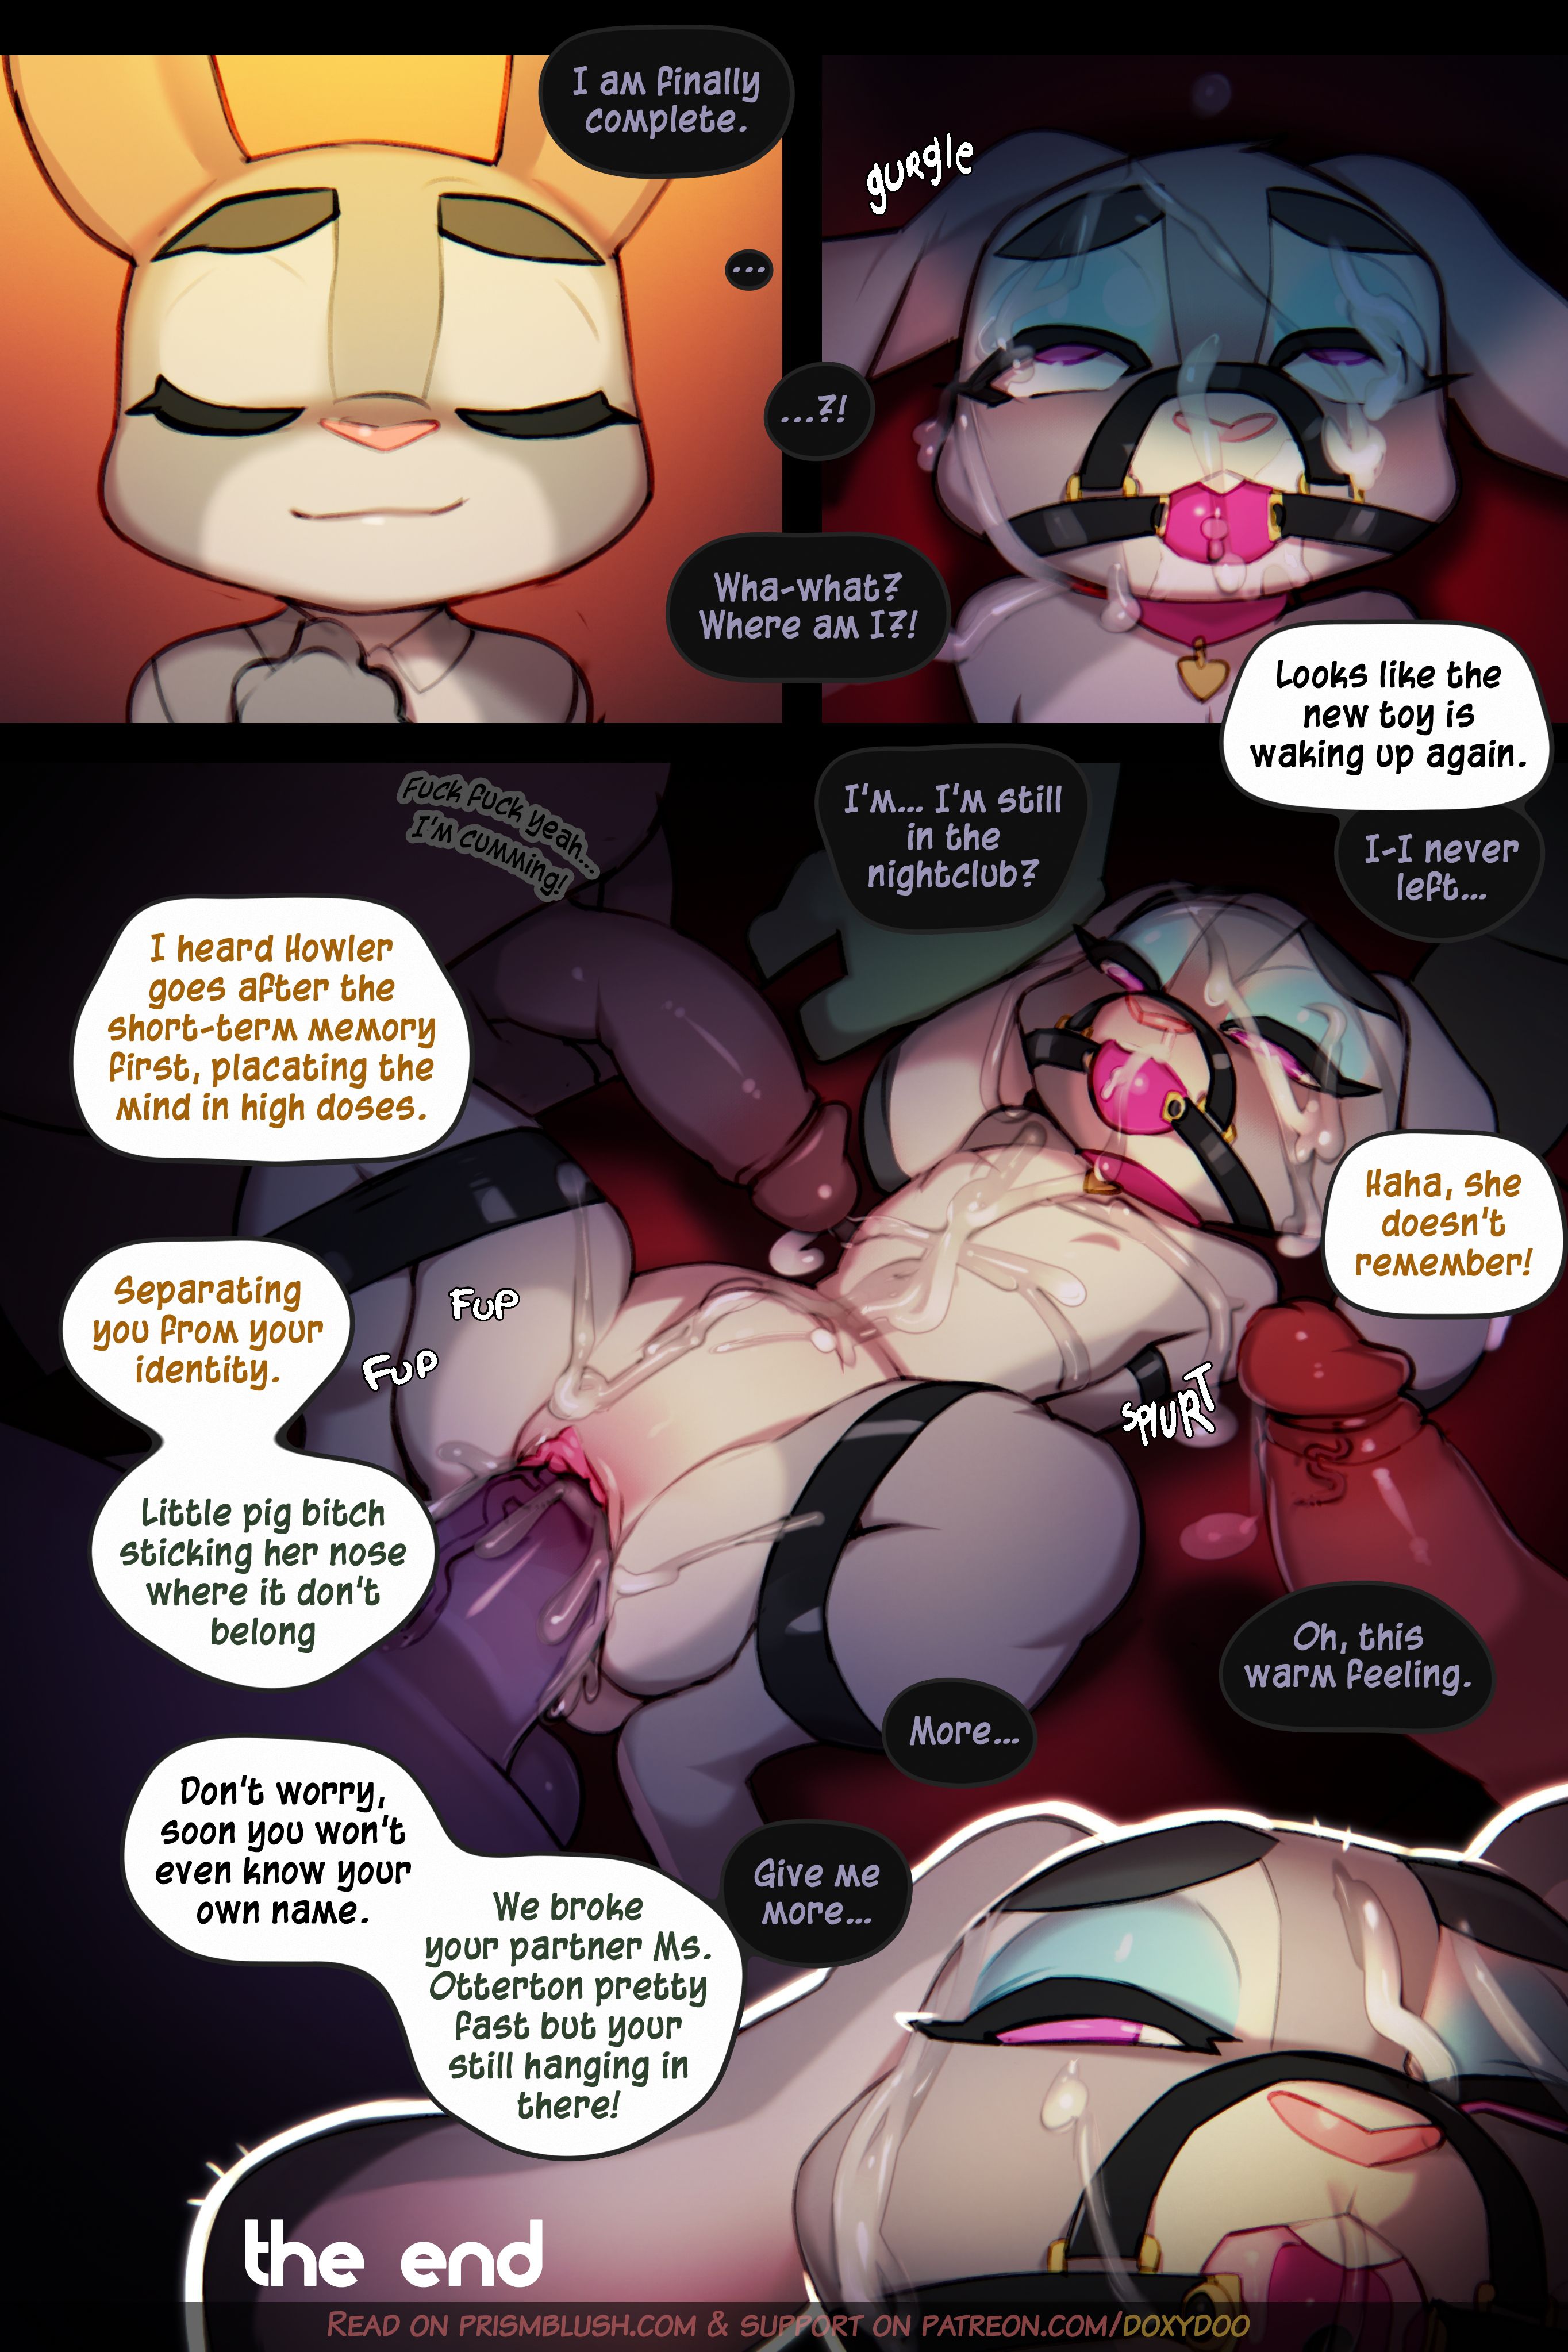 I am finally
complete.
gurgle
...
...?!
Wha-what?
Where am I?!
Looks like the
new toy is
waking up again.
Fuck fuck yeah...
I'm cumming!
I'm... I'm still
in the
nightclub?
I-I never
left...
I heard Howler
goes after the
short-term memory
first, placating the
mind in high doses.
Haha, she
doesn't
remember!
Separating
you from your
identity.
Fup
Fup
Splurt
Little pig bitch
sticking her nose
where it don't
belong
Oh, this
warm feeling.
More...
Don't worry,
soon you won't
even know your
own name.
Give me
more...
We broke
your partner Ms.
Otterton pretty
fast but your
still hanging in
there!
the end
Read on prismblush.com & support on patreon.com/doxydoo